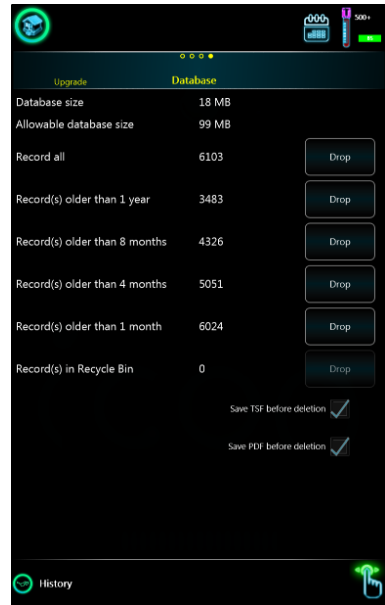 500+
Upgrade Database
Database size 18 MB
Allowable database size 99 MB
Record all 6103 Drop
Record(s) older than 1 year 3483 Drop
Record(s) older than 8 months 4326 Drop
Record(s) older than 4 months 5051 Drop
Record(s) older than 1 month 6024 Drop
Record(s) in Recycle Bin 0 Drop
Save TSF before deletion
Save PDF before deletion
History